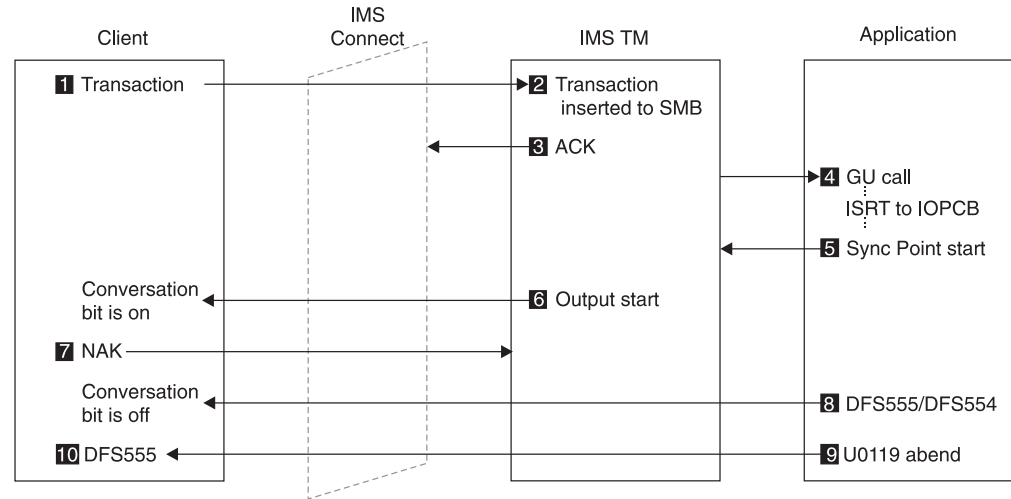 Client
IMS
Connect
IMS TM
Application
1 Transaction
2 Transaction
inserted to SMB
3 ACK
4 GU call
ISRT to IOPCB
5 Sync Point start
Conversation
bit is on
6 Output start
7 NAK
Conversation
bit is off
8 DFS555/DFS554
10 DFS555
9 U0119 abend